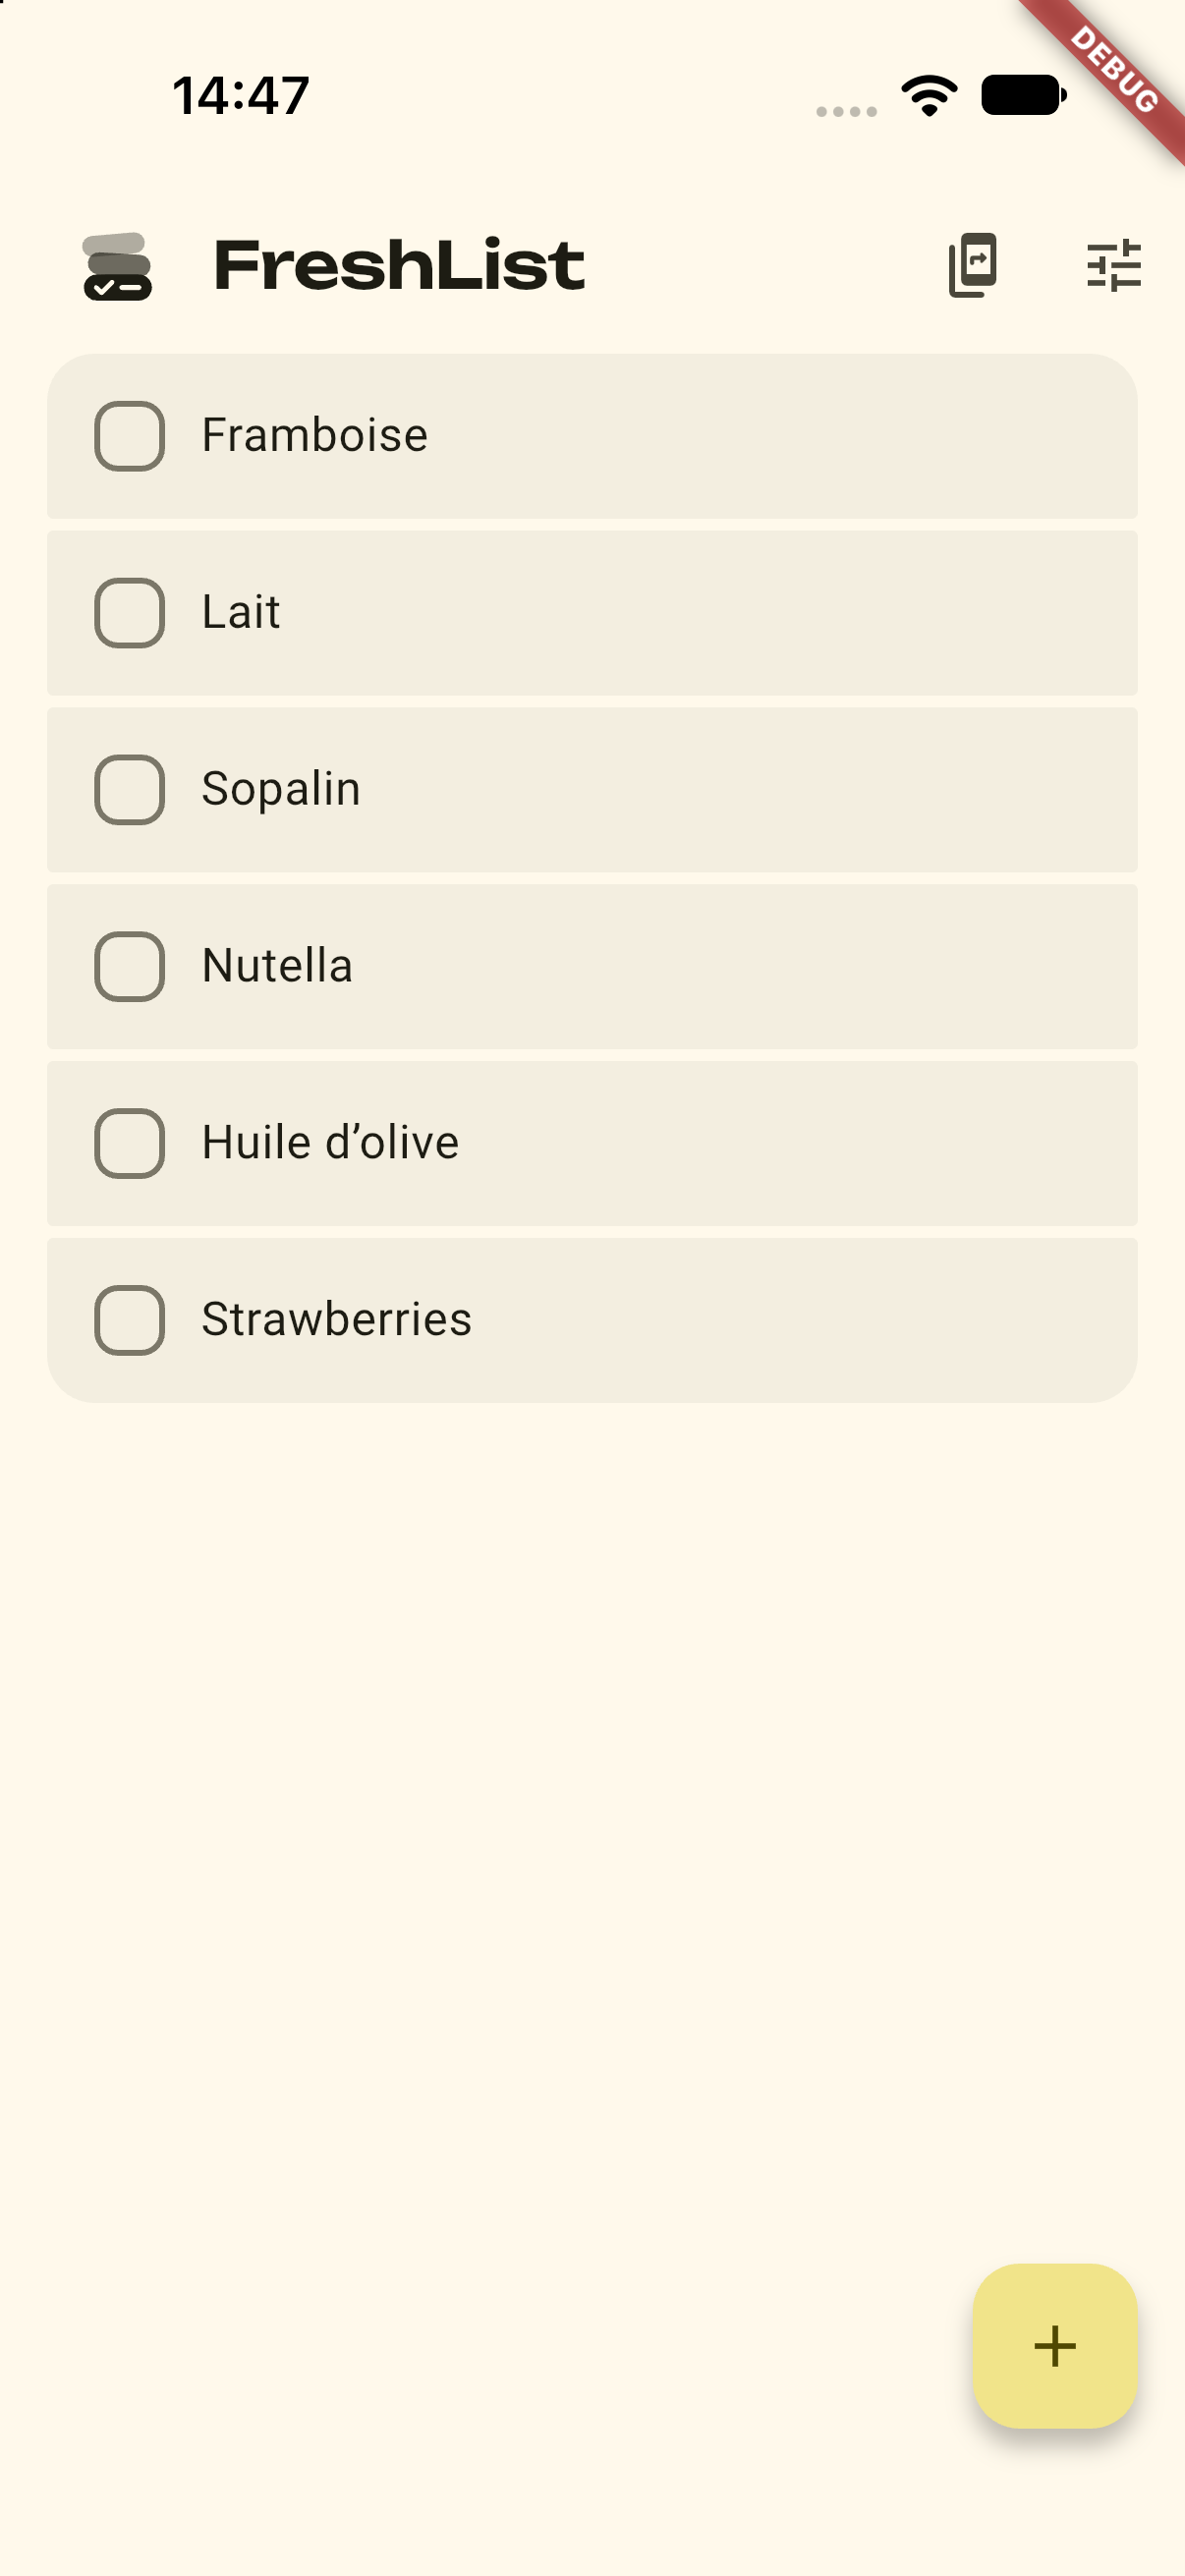 14:47
DEBUG
FreshList
Framboise
Lait
Sopalin
Nutella
Huile d’olive
Strawberries